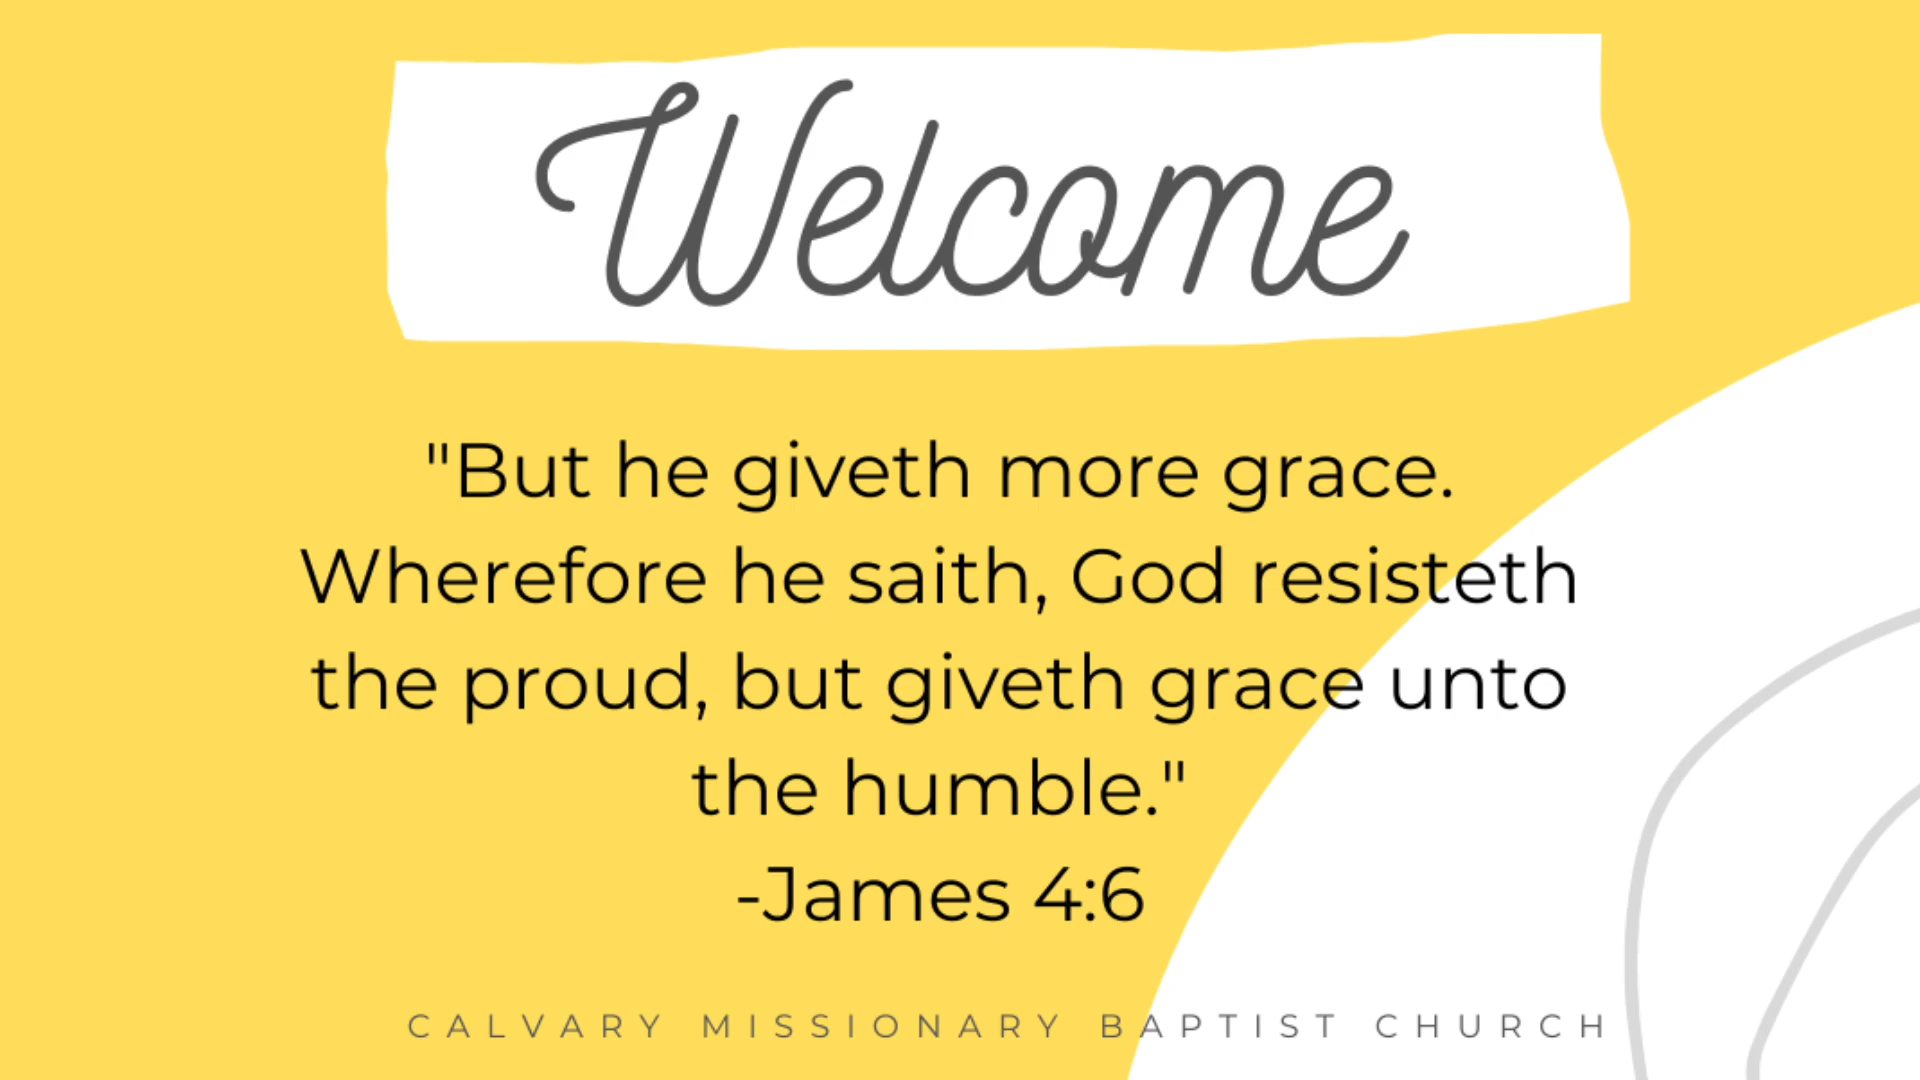 Welcome
"But he giveth more grace.
Wherefore he saith, God resisteth
the proud, but giveth grace unto
the humble."
-James 4:6
CALVARY MISSIONARY BAPTIST CHURCH